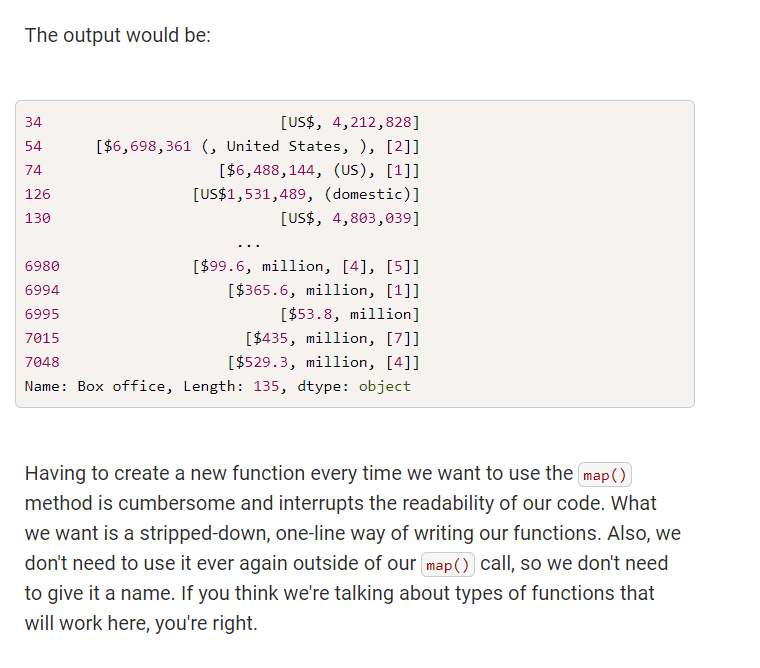 The output would be:
34 [US$, 4,212,828]
54 [$6,698,361 (, United States, ), [2]]
74 [$6,488,144, (US), [1]]
126 [US$1,531,489, (domestic)]
130 [US$, 4,803,039]
...
6980 [$99.6, million, [4], [5]]
6994 [$365.6, million, [1]]
6995 [$53.8, million]
7015 [$435, million, [7]]
7048 [$529.3, million, [4]]
Name: Box office, Length: 135, dtype: object
Having to create a new function every time we want to use the map()
method is cumbersome and interrupts the readability of our code. What
we want is a stripped-down, one-line way of writing our functions. Also, we
don't need to use it ever again outside of our map() call, so we don't need
to give it a name. If you think we're talking about types of functions that
will work here, you're right.